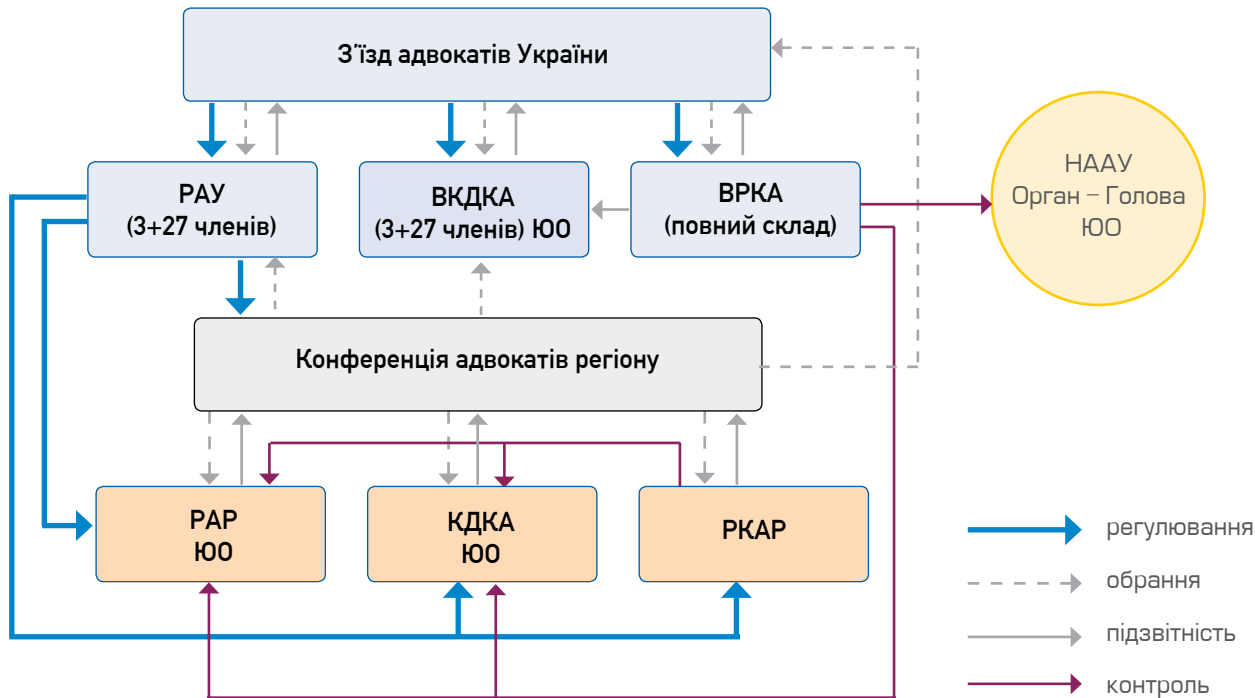 З’їзд адвокатів України
РАУ
(3+27 членів)
ВКДКА
(3+27 членів) ЮО
ВРКА
(повний склад)
НААУ
Орган – Голова
ЮО
Конференція адвокатів регіону
РАР
ЮО
КДКА
ЮО
РКАР
регулювання
обрання
підзвітність
контроль